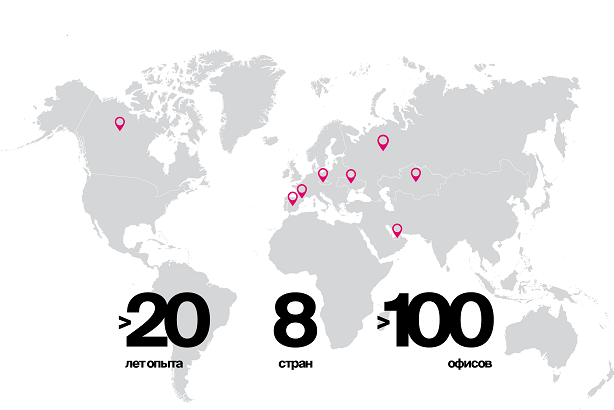 >20 8 >100
лет опыта стран офисов